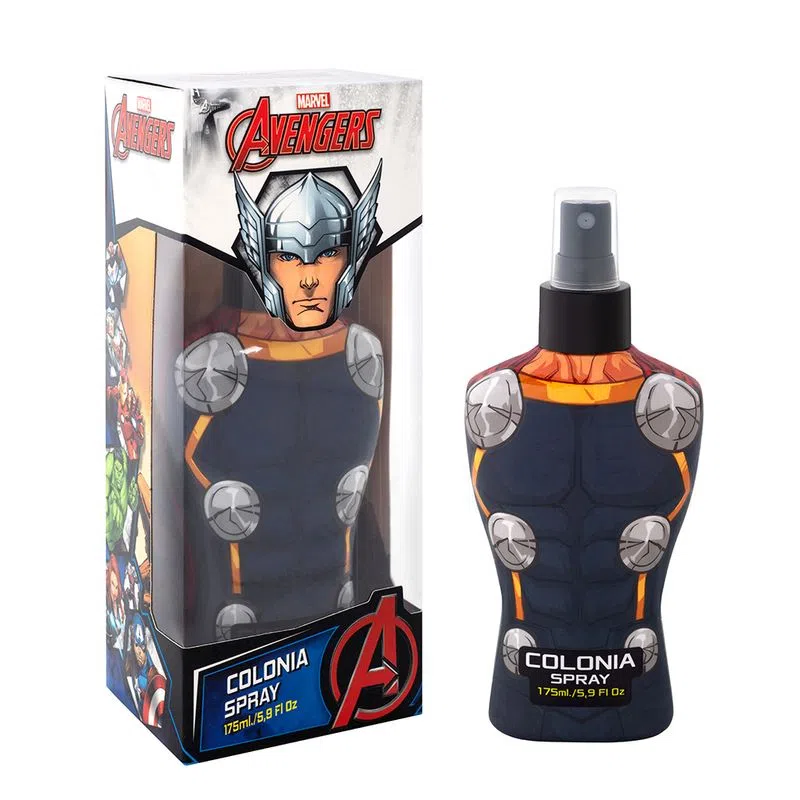 MARVEL
AVENGERS
MARVEL
AVENGERS
COLONIA
SPRAY
175ml./5,9 Fl Oz
COLONIA
SPRAY
175ml./5,9 Fl Oz